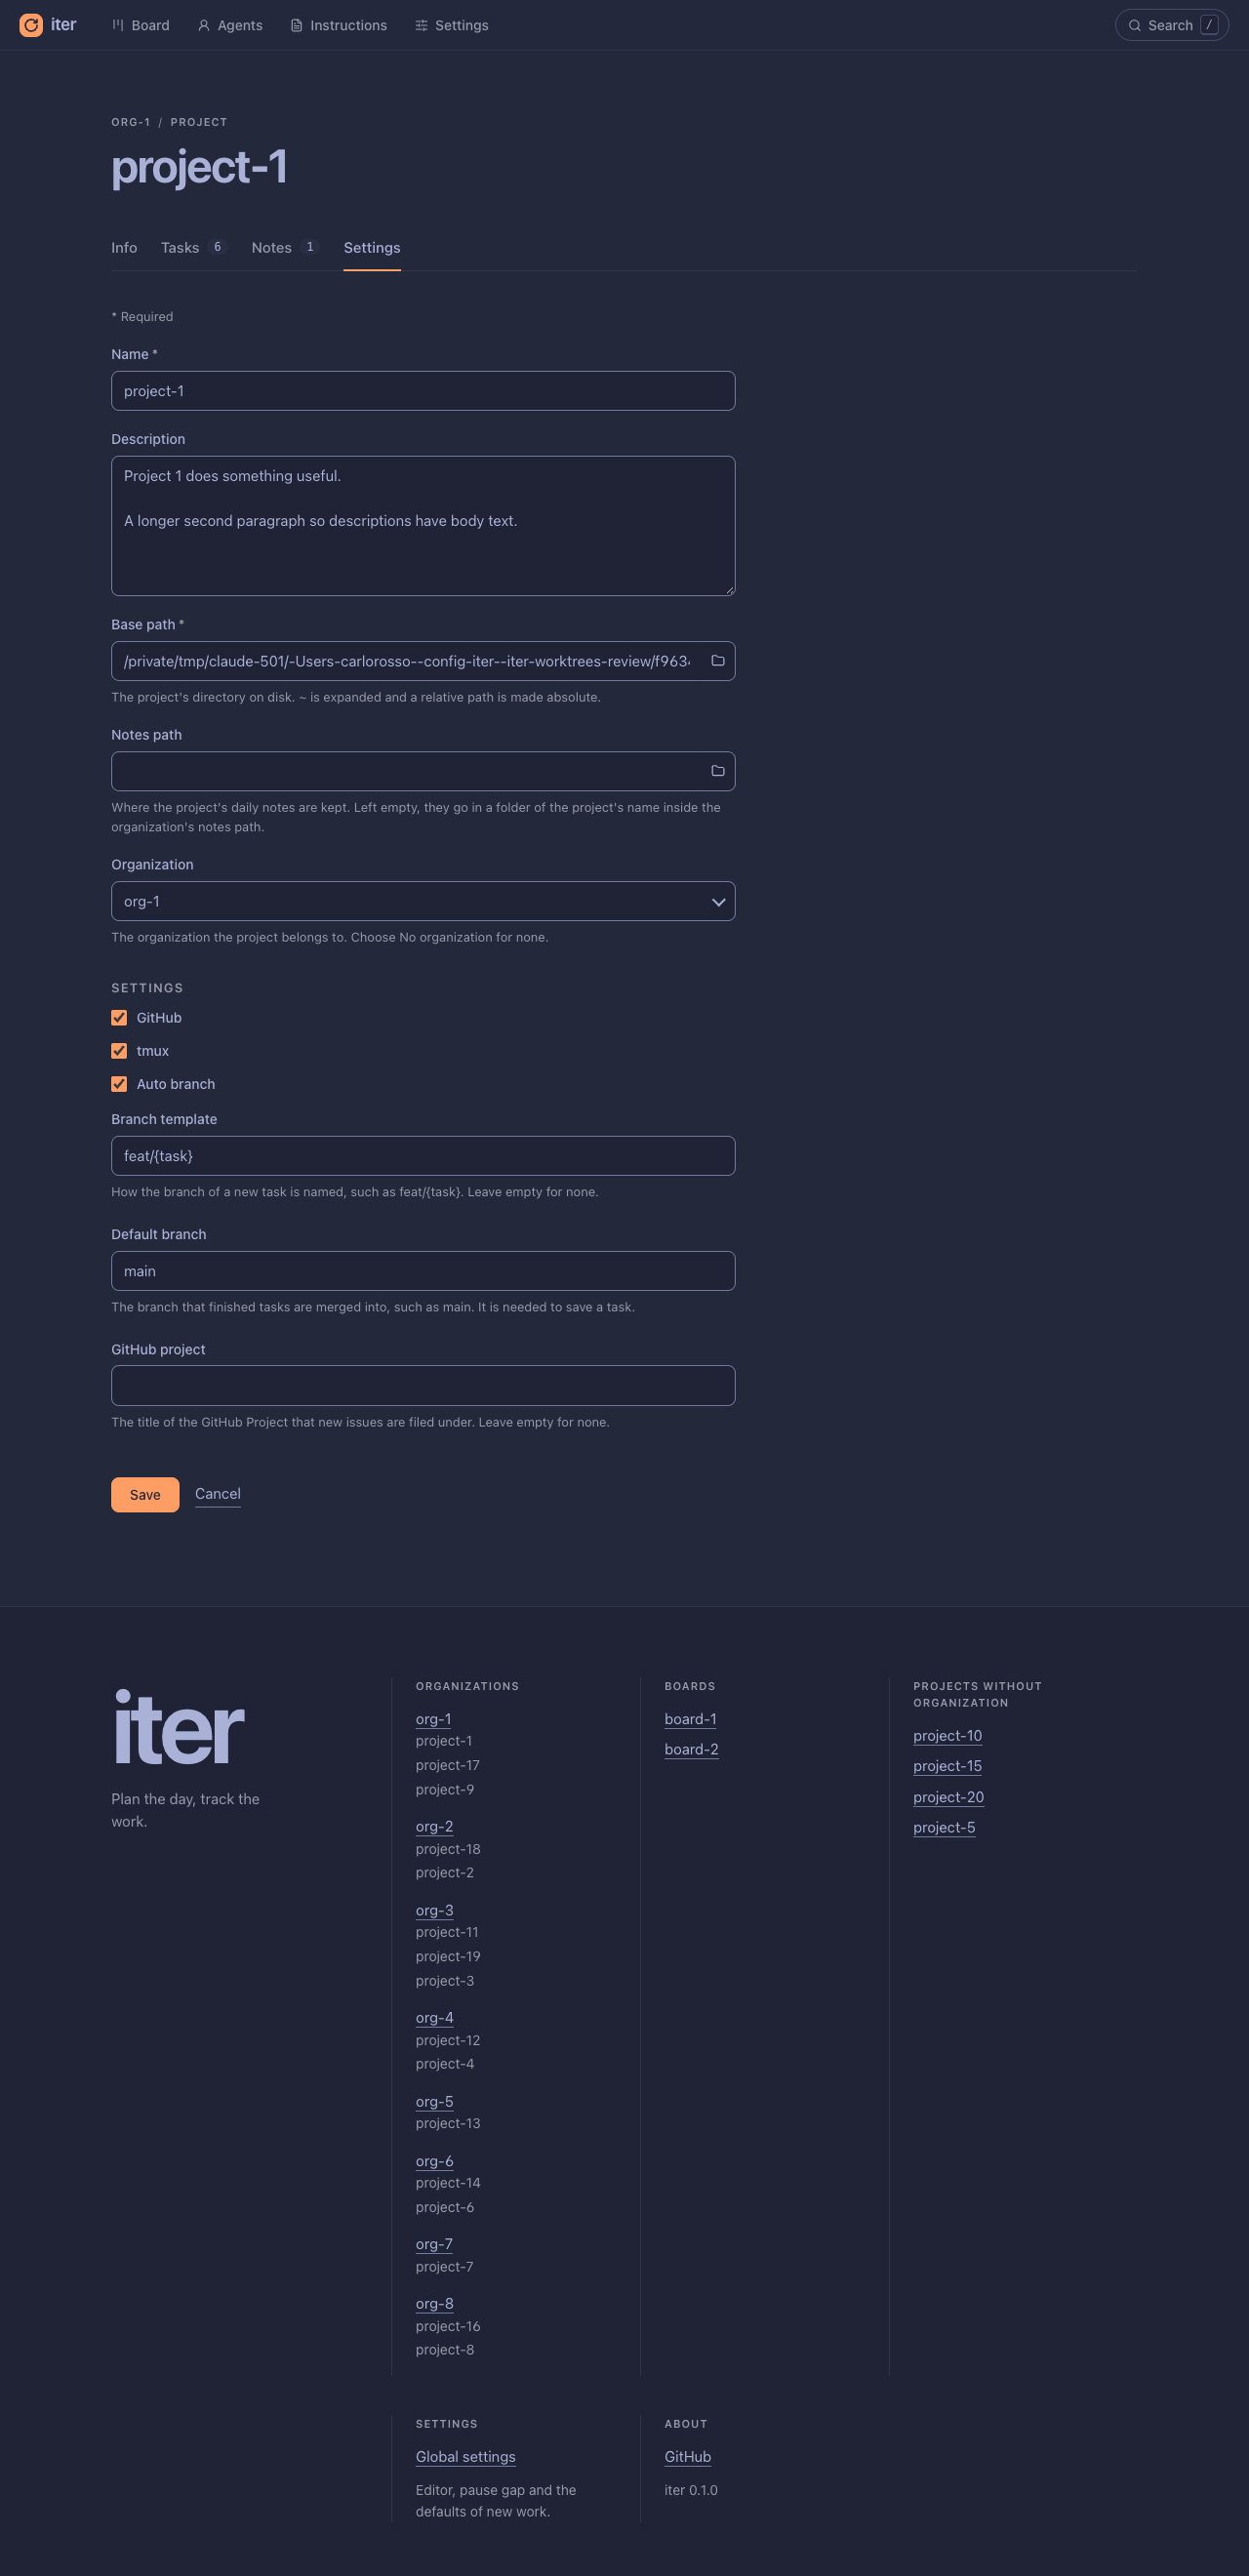 iter
Board
Agents
Instructions
Settings
Search /
ORG-1 / PROJECT
project-1
Info
Tasks 6
Notes 1
Settings
* Required
Name *
project-1
Description
Project 1 does something useful.
A longer second paragraph so descriptions have body text.
Base path *
/private/tmp/claude-501/-Users-carlorosso--config-iter--iter-worktrees-review/f963
The project's directory on disk. ~ is expanded and a relative path is made absolute.
Notes path
Where the project's daily notes are kept. Left empty, they go in a folder of the project's name inside the
organization's notes path.
Organization
org-1
The organization the project belongs to. Choose No organization for none.
SETTINGS
GitHub
tmux
Auto branch
Branch template
feat/{task}
How the branch of a new task is named, such as feat/{task}. Leave empty for none.
Default branch
main
The branch that finished tasks are merged into, such as main. It is needed to save a task.
GitHub project
The title of the GitHub Project that new issues are filed under. Leave empty for none.
Save
Cancel
iter
Plan the day, track the
work.
ORGANIZATIONS
org-1
project-1
project-17
project-9
org-2
project-18
project-2
org-3
project-11
project-19
project-3
org-4
project-12
project-4
org-5
project-13
org-6
project-14
project-6
org-7
project-7
org-8
project-16
project-8
BOARDS
board-1
board-2
PROJECTS WITHOUT
ORGANIZATION
project-10
project-15
project-20
project-5
SETTINGS
Global settings
Editor, pause gap and the
defaults of new work.
ABOUT
GitHub
iter 0.1.0